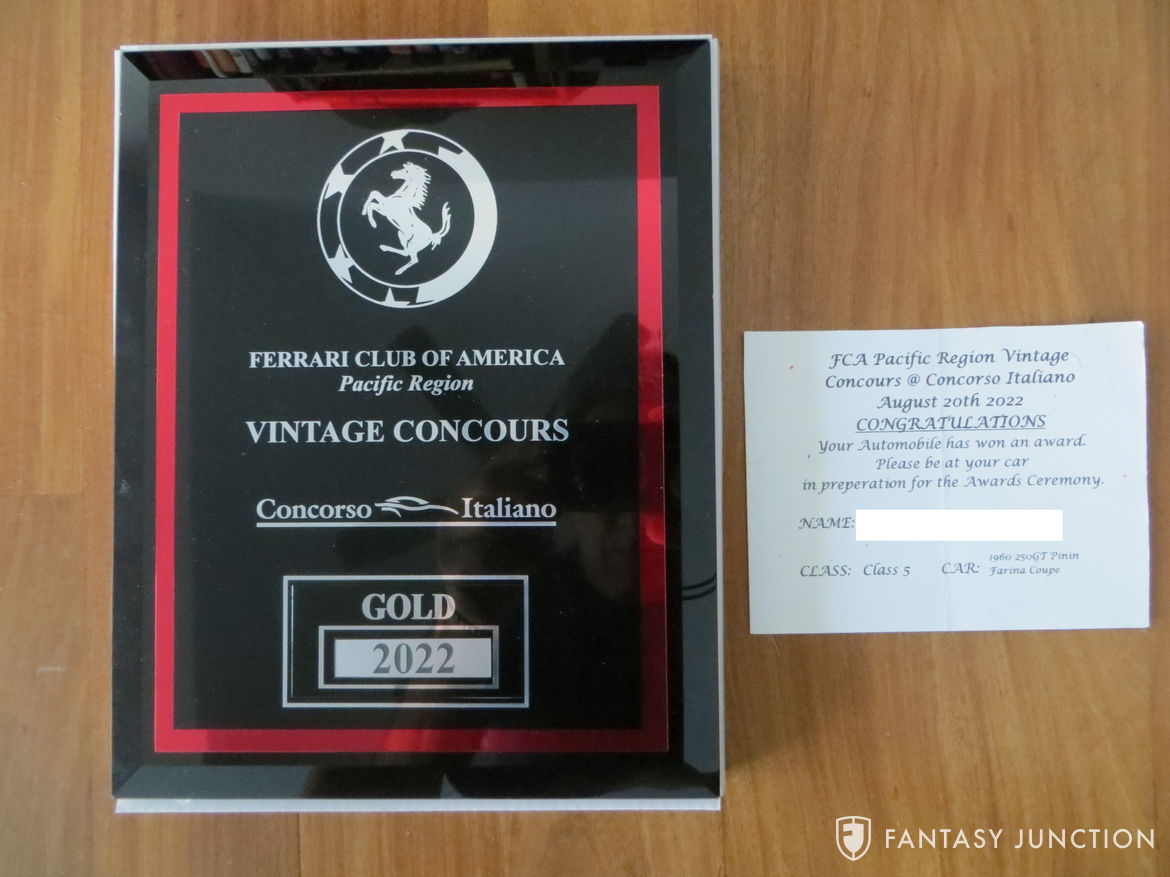 FERRARI CLUB OF AMERICA
Pacific Region
VINTAGE CONCOURS
Concorso Italiano
GOLD
2022
FCA Pacific Region Vintage
Concours @ Concorso Italiano
August 20th 2022
CONGRATULATIONS
Your Automobile has won an award.
Please be at your car
in preperation for the Awards Ceremony.
NAME:
CLASS: Class 5 CAR: 1960 250GT Pinin
Farina Coupe
FANTASY JUNCTION